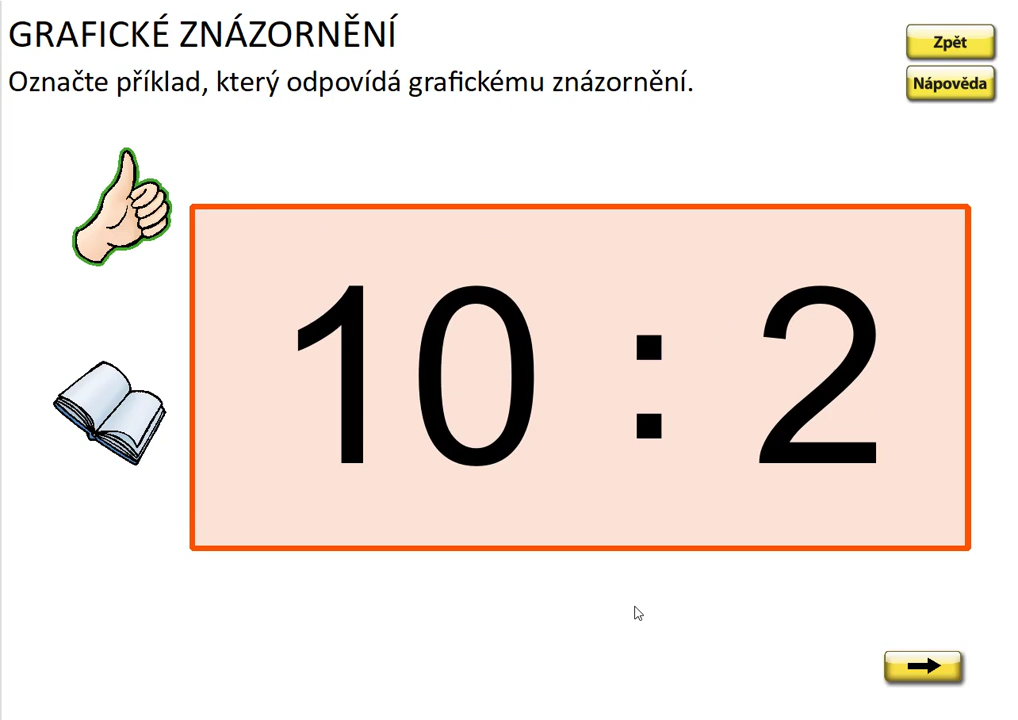 GRAFICKÉ ZNÁZORNĚNÍ
Zpět
Označte příklad, který odpovídá grafickému znázornění.
Nápověda
10 : 2